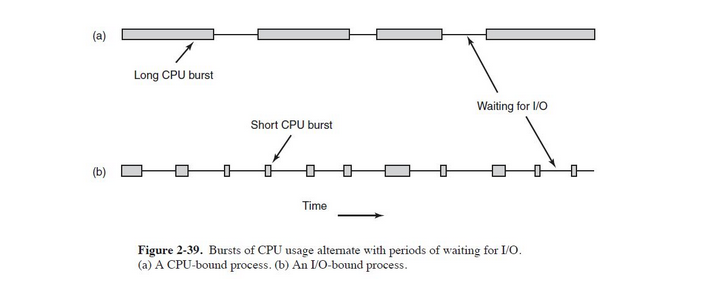 (a)
Long CPU burst
Waiting for I/O
Short CPU burst
(b)
Time
Figure 2-39. Bursts of CPU usage alternate with periods of waiting for I/O.
(a) A CPU-bound process. (b) An I/O-bound process.